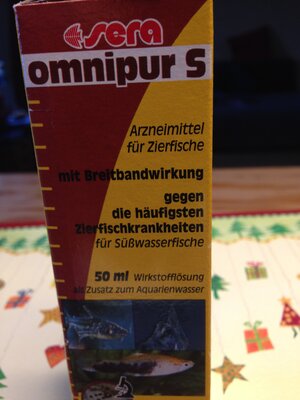 sera
omnipur S
Arzneimittel
für Zierfische
mit Breitbandwirkung
gegen
die häufigsten
Zierfischkrankheiten
für Süßwasserfische
50 ml Wirkstofflösung
als Zusatz zum Aquarienwasser